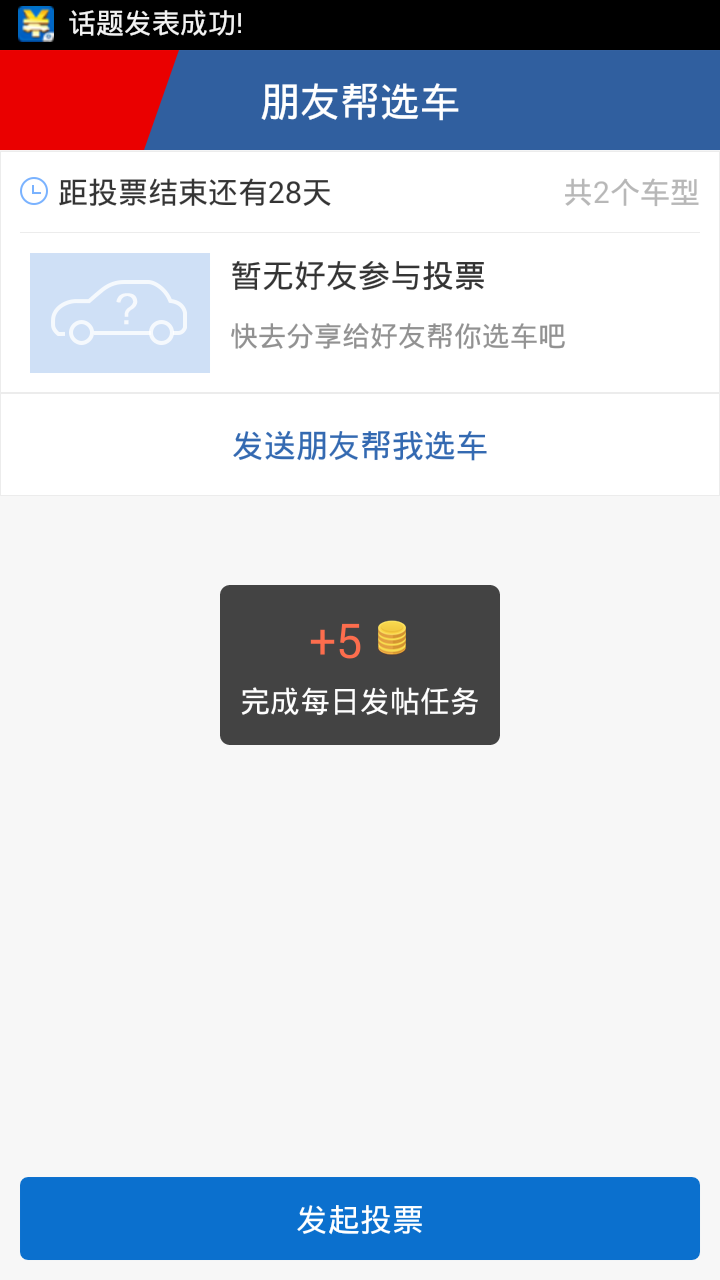 话题发表成功!
朋友帮选车
距投票结束还有28天
共2个车型
?
暂无好友参与投票
快去分享给好友帮你选车吧
发送朋友帮我选车
+5
完成每日发帖任务
发起投票